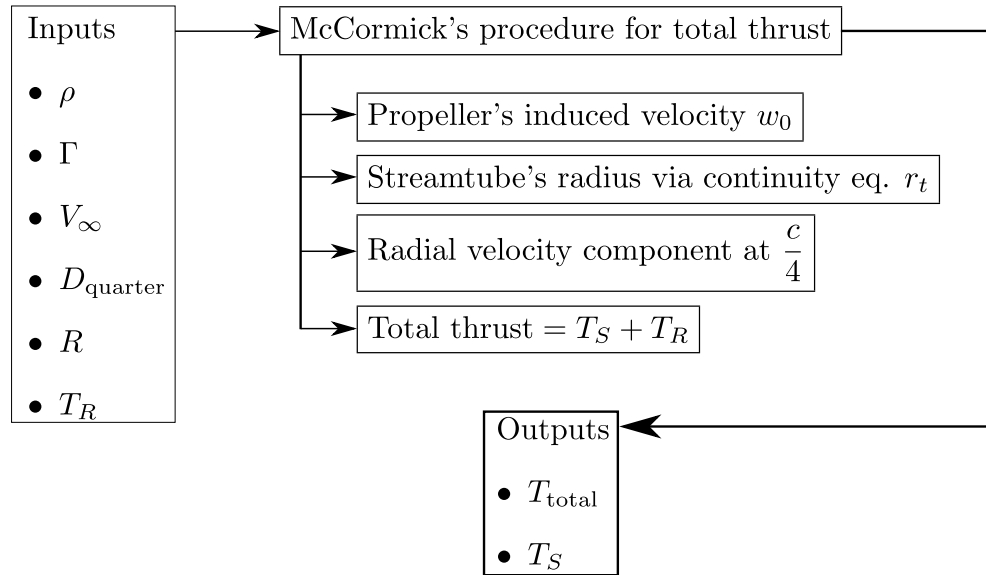 Inputs
• ρ
• Γ
• V∞
• D_quarter
• R
• T_R
McCormick's procedure for total thrust
Propeller's induced velocity w₀
Streamtube's radius via continuity eq. r_t
Radial velocity component at c/4
Total thrust = T_S + T_R
Outputs
• T_total
• T_S